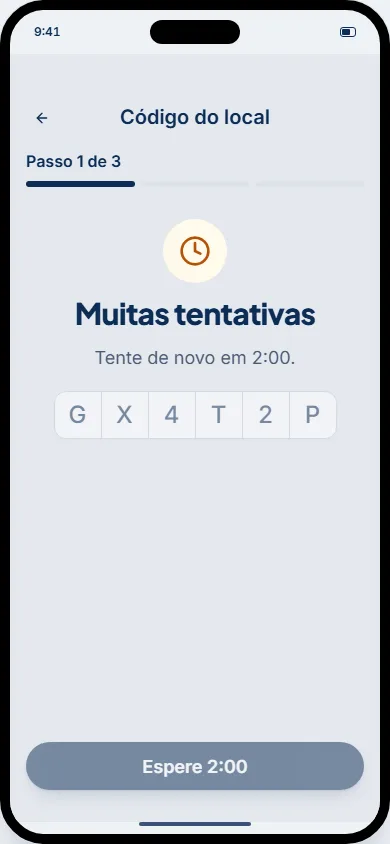 9:41
Código do local
Passo 1 de 3
Muitas tentativas
Tente de novo em 2:00.
G X 4 T 2 P
Espere 2:00